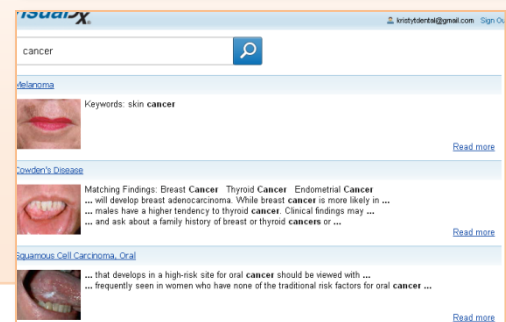 visualDx
kristytdental@gmail.com Sign Ou
cancer
Melanoma
Keywords: skin cancer
Read more
Cowden's Disease
Matching Findings: Breast Cancer Thyroid Cancer Endometrial Cancer
... will develop breast adenocarcinoma. While breast cancer is more likely in ...
... males have a higher tendency to thyroid cancer. Clinical findings may ...
... and ask about a family history of breast or thyroid cancers or ...
Read more
Squamous Cell Carcinoma, Oral
... that develops in a high-risk site for oral cancer should be viewed with ...
... frequently seen in women who have none of the traditional risk factors for oral cancer ...
Read more